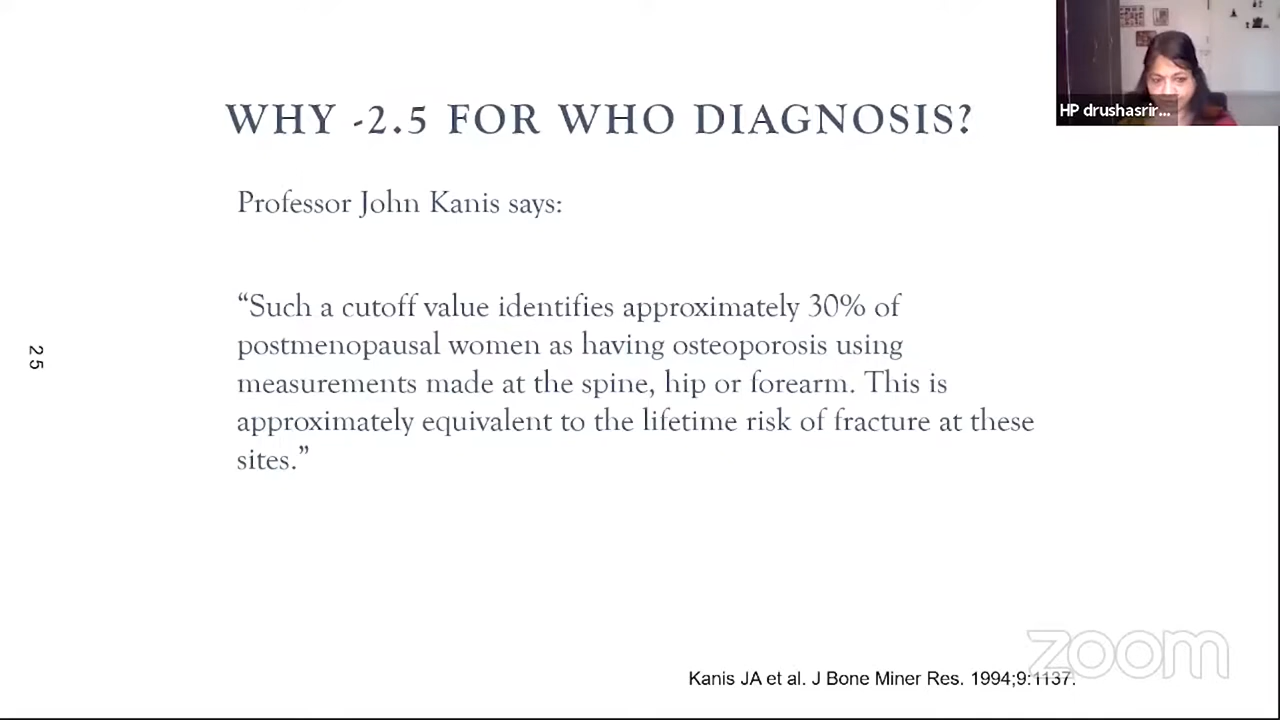 HP drushasrir...
WHY -2.5 FOR WHO DIAGNOSIS?
Professor John Kanis says:
“Such a cutoff value identifies approximately 30% of
postmenopausal women as having osteoporosis using
measurements made at the spine, hip or forearm. This is
approximately equivalent to the lifetime risk of fracture at these
sites.”
25
zoom
Kanis JA et al. J Bone Miner Res. 1994;9:1137.